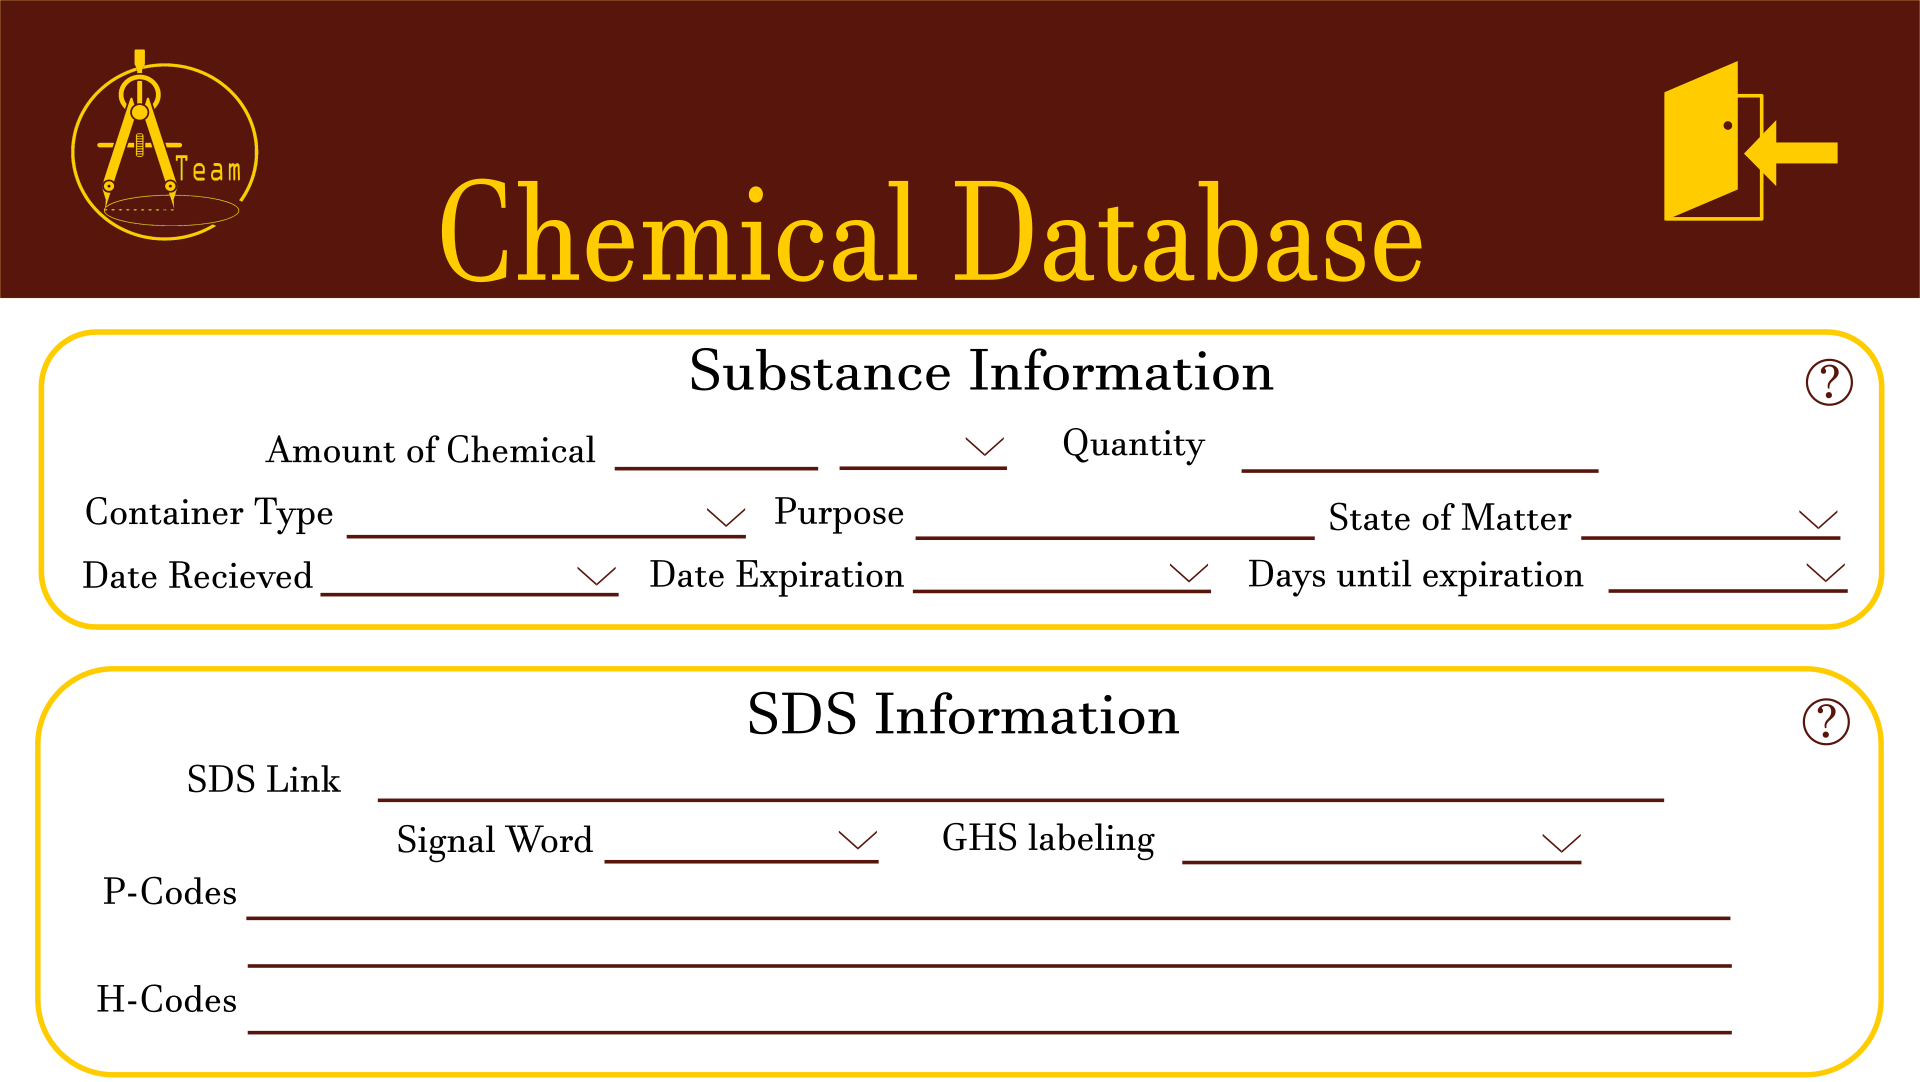 A Team
Chemical Database
Substance Information
?
Amount of Chemical Quantity
Container Type Purpose State of Matter
Date Recieved Date Expiration Days until expiration
SDS Information
?
SDS Link
Signal Word GHS labeling
P-Codes
H-Codes